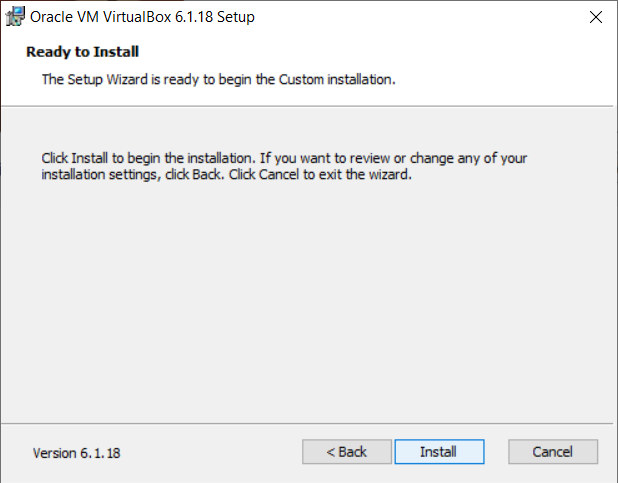 Oracle VM VirtualBox 6.1.18 Setup
Ready to Install
The Setup Wizard is ready to begin the Custom installation.
Click Install to begin the installation. If you want to review or change any of your
installation settings, click Back. Click Cancel to exit the wizard.
Version 6.1.18
< Back
Install
Cancel